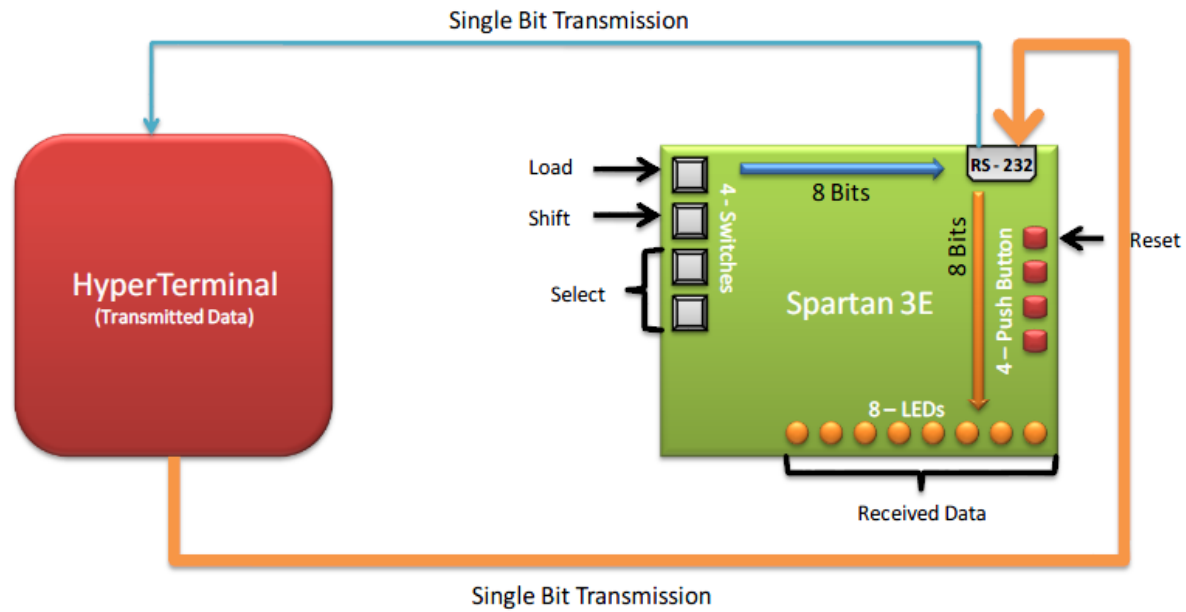 Single Bit Transmission
HyperTerminal
(Transmitted Data)
Load
Shift
Select
4 - Switches
8 Bits
RS - 232
8 Bits
Spartan 3E
4 – Push Button
Reset
8 – LEDs
Received Data
Single Bit Transmission